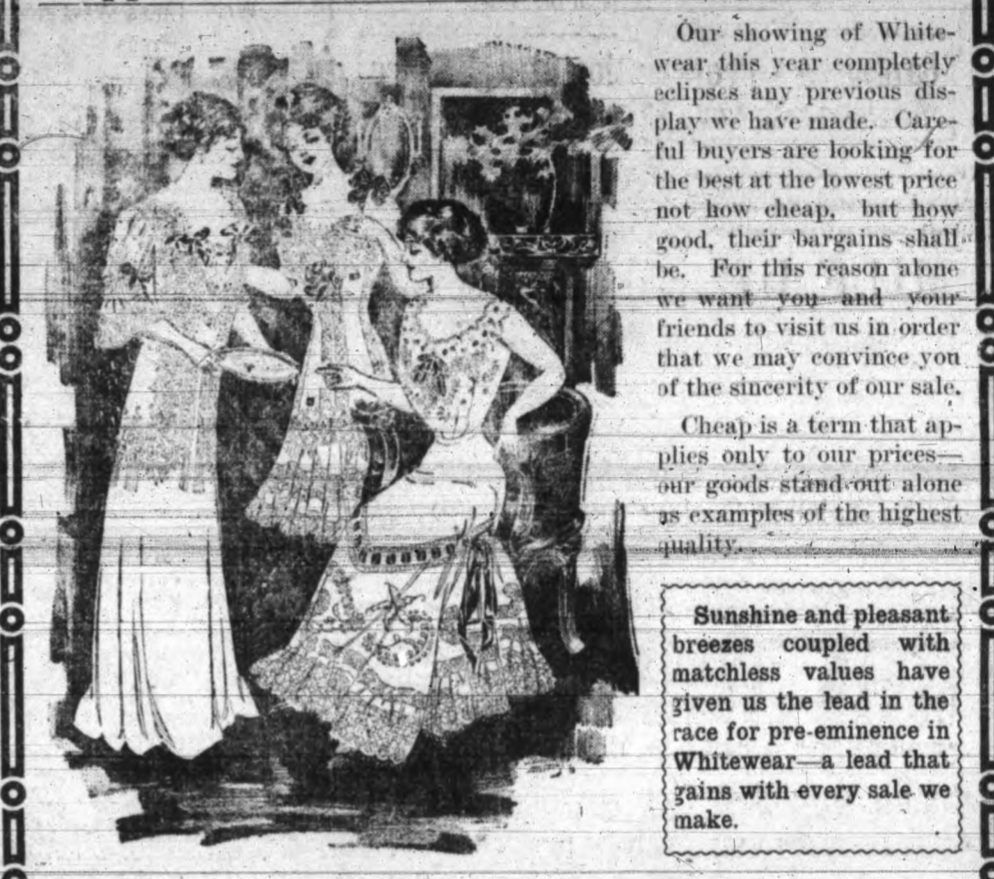 Our showing of White-
wear this year completely
eclipses any previous dis-
play we have made. Care-
ful buyers are looking for
the best at the lowest price
not how cheap, but how
good, their bargains shall
be. For this reason alone
we want you and your
friends to visit us in order
that we may convince you
of the sincerity of our sale.
Cheap is a term that ap-
plies only to our prices—
our goods stand out alone
as examples of the highest
quality.
Sunshine and pleasant
breezes coupled with
matchless values have
given us the lead in the
race for pre-eminence in
Whitewear—a lead that
gains with every sale we
make.